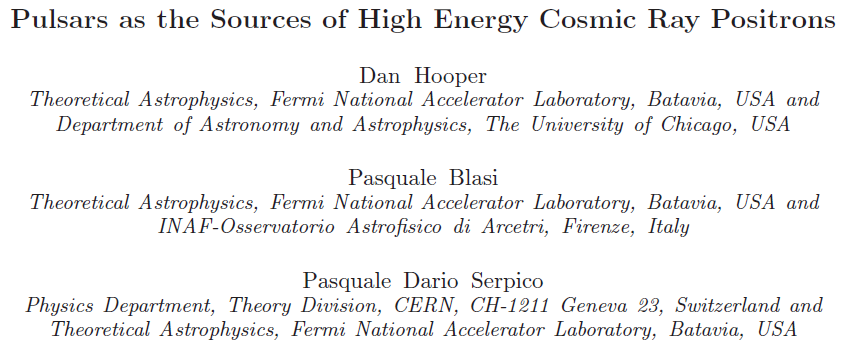 Pulsars as the Sources of High Energy Cosmic Ray Positrons
Dan Hooper
Theoretical Astrophysics, Fermi National Accelerator Laboratory, Batavia, USA and
Department of Astronomy and Astrophysics, The University of Chicago, USA
Pasquale Blasi
Theoretical Astrophysics, Fermi National Accelerator Laboratory, Batavia, USA and
INAF-Osservatorio Astrofisico di Arcetri, Firenze, Italy
Pasquale Dario Serpico
Physics Department, Theory Division, CERN, CH-1211 Geneva 23, Switzerland and
Theoretical Astrophysics, Fermi National Accelerator Laboratory, Batavia, USA